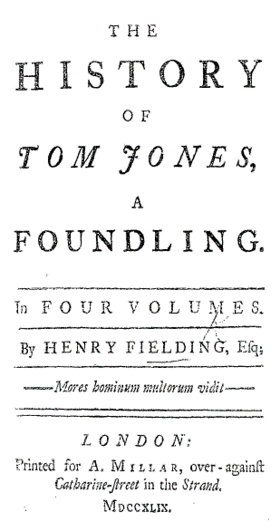 THE
HISTORY
OF
TOM JONES,
A
FOUNDLING.
In FOUR VOLUMES.
By HENRY FIELDING, Eſq;
—Mores hominum multorum vidit—
LONDON:
Printed for A. MILLAR, over-againſt
Catharine-ſtreet in the Strand.
MDCCXLIX.